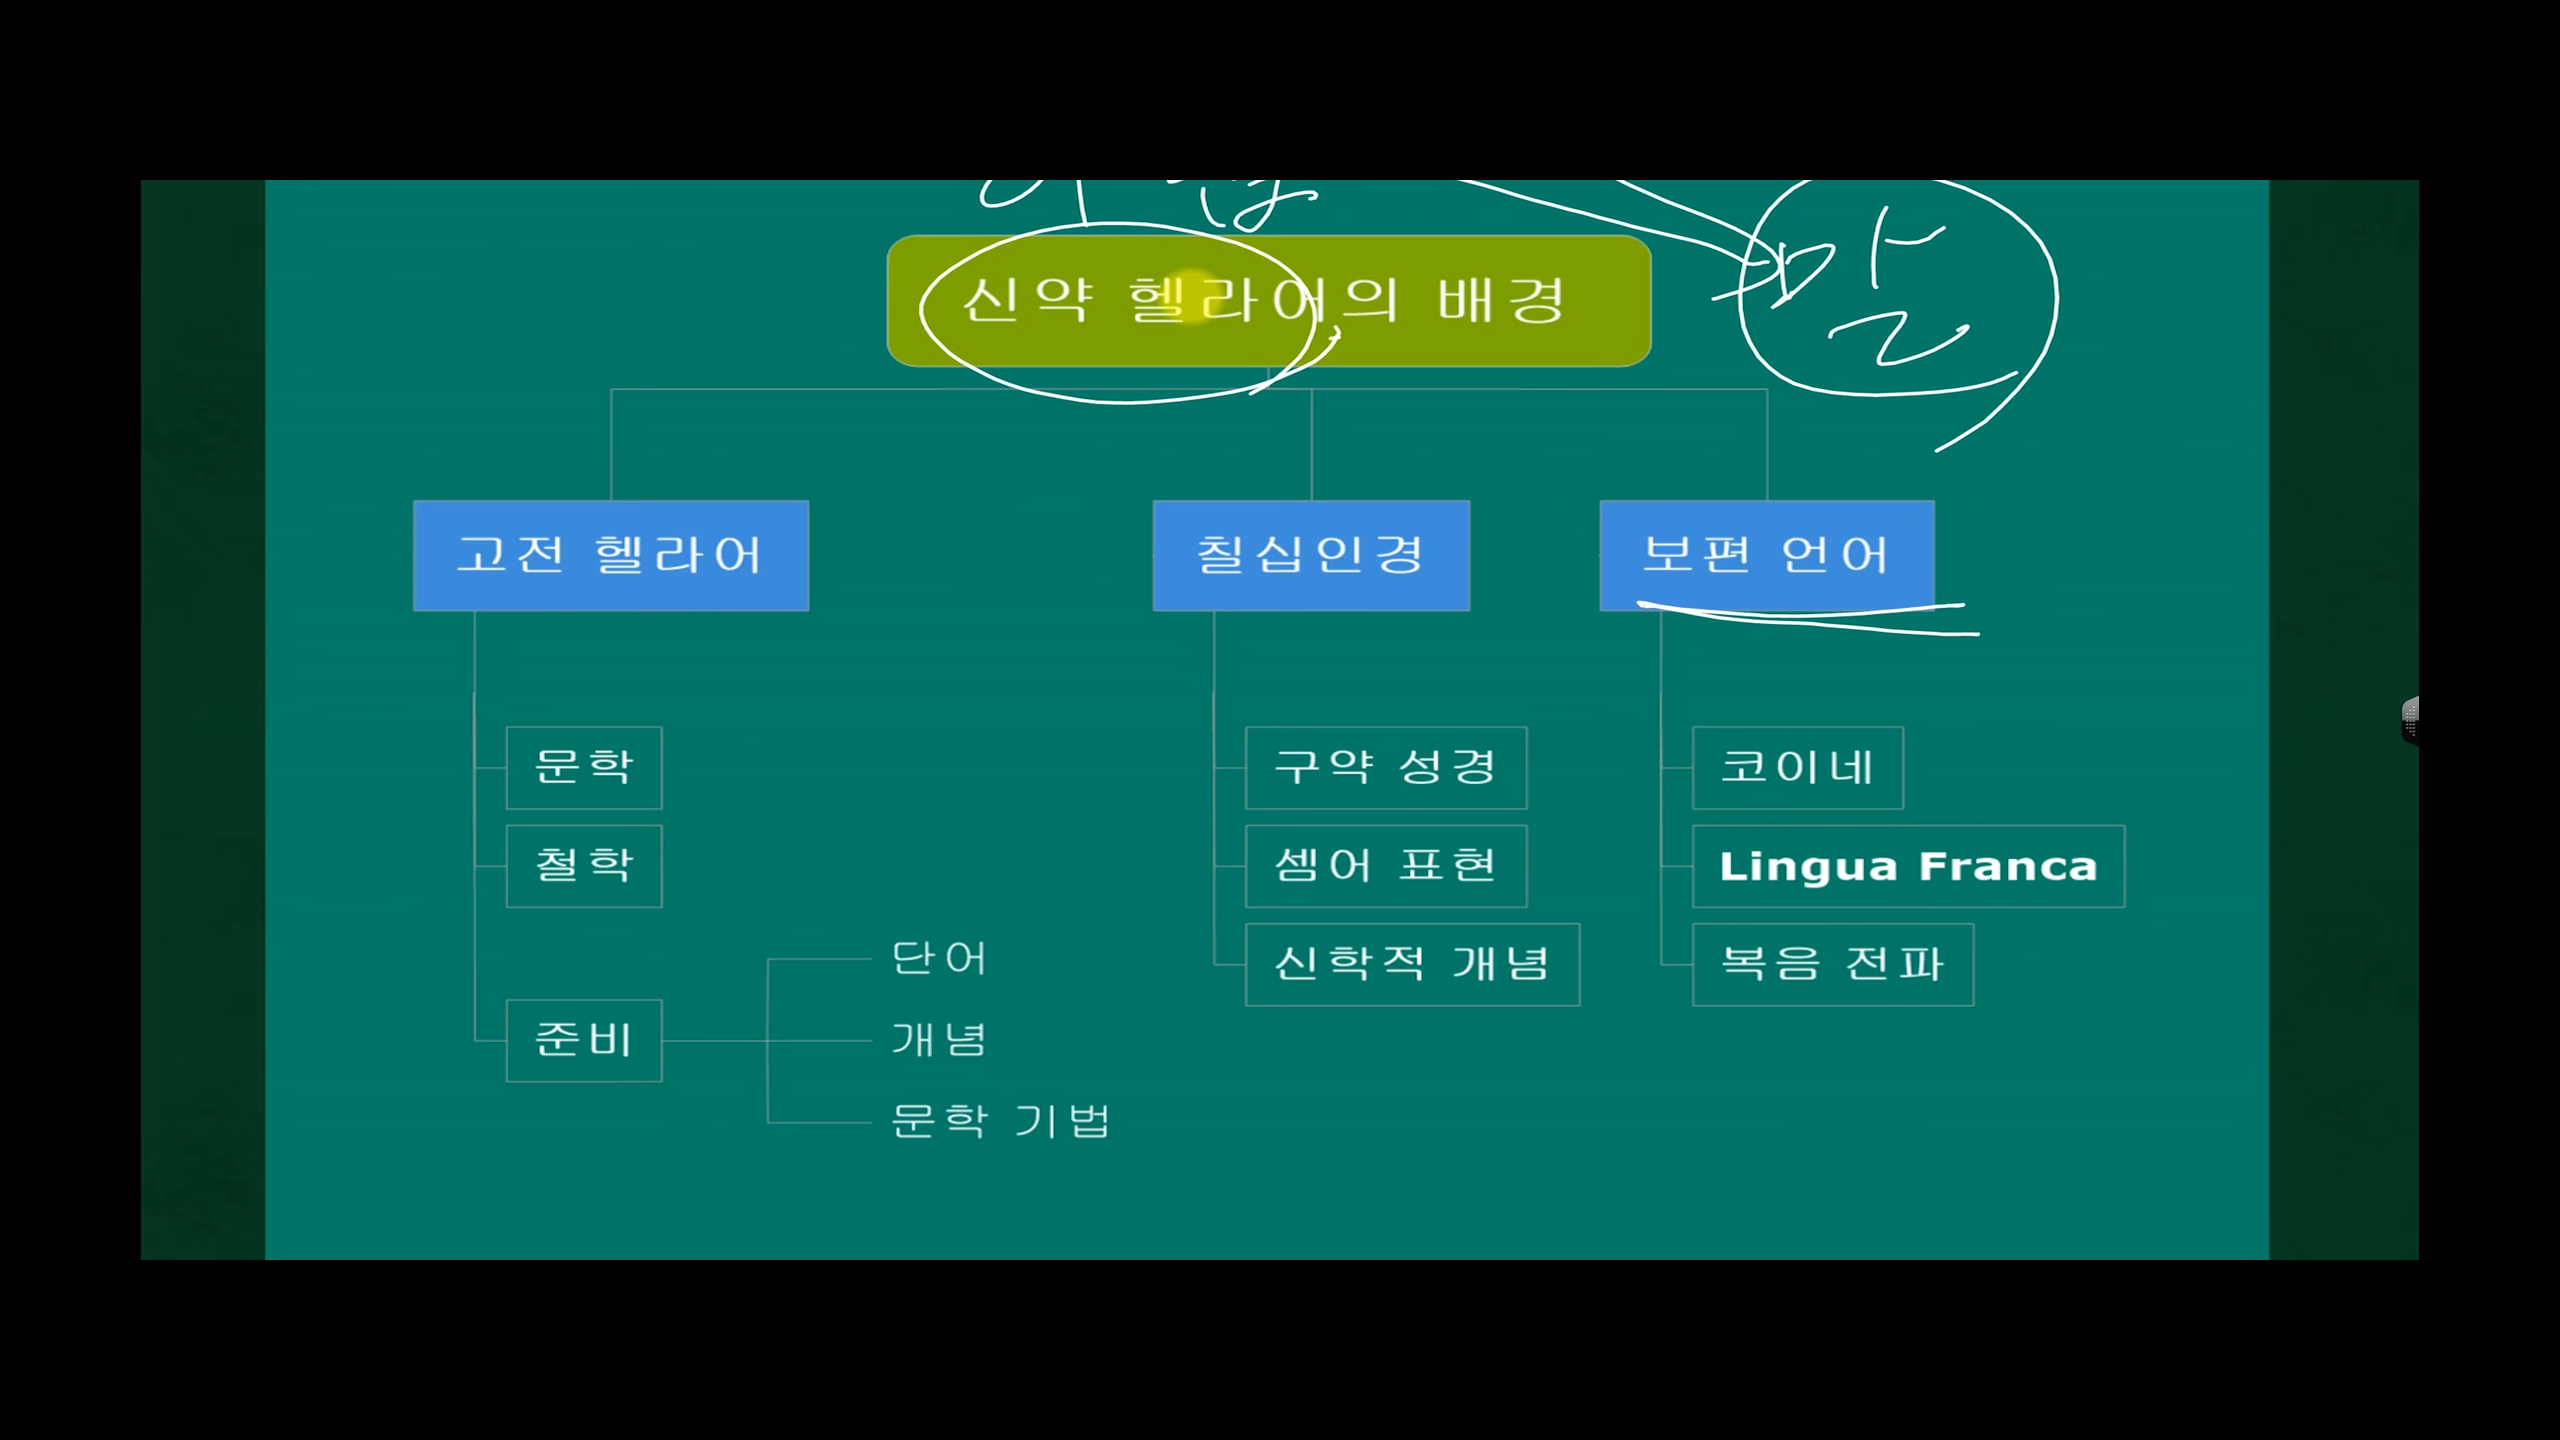 신약 헬라어의 배경
고전 헬라어
문학
철학
준비
단어
개념
문학 기법
칠십인경
구약 성경
셈어 표현
신학적 개념
보편 언어
코이네
Lingua Franca
복음 전파